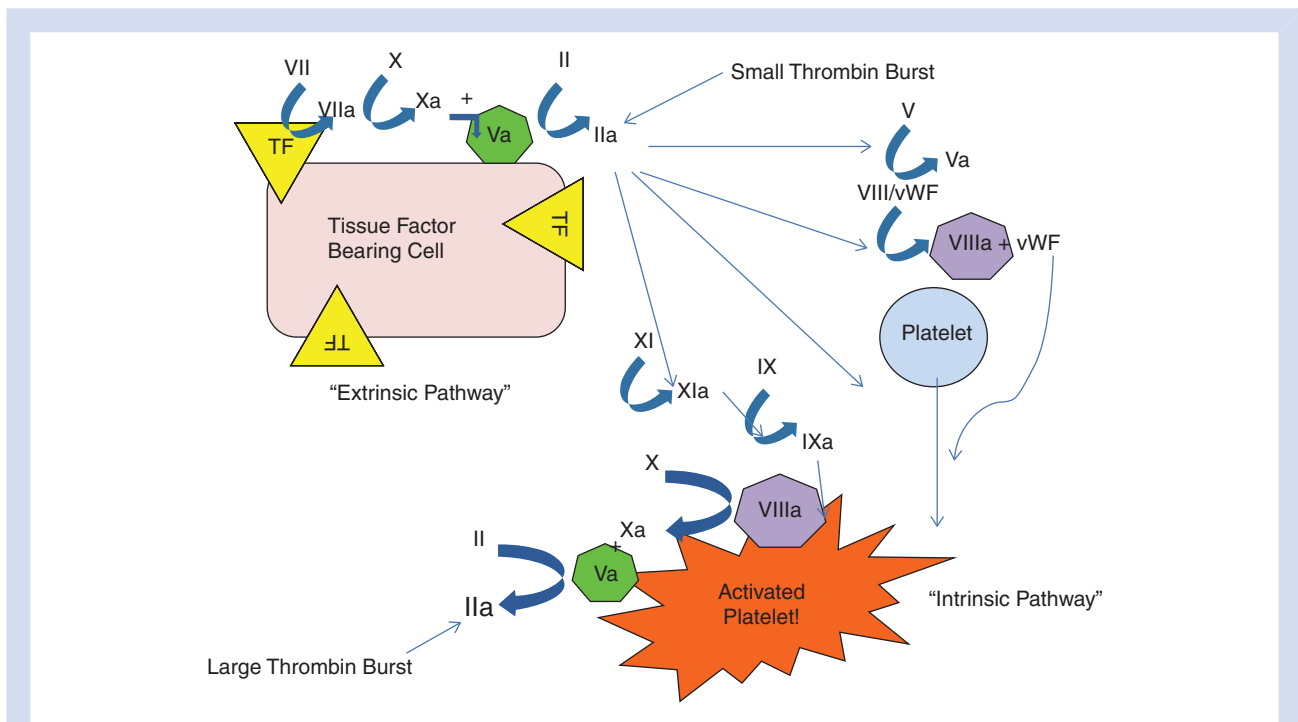 VII
X
II
Small Thrombin Burst
VIIa
Xa
+
Va
IIa
TF
V
Va
VIII/vWF
VIIIa + vWF
Tissue Factor
Bearing Cell
TF
TF
Platelet
"Extrinsic Pathway"
XI
XIa
IX
IXa
X
VIIIa
Xa
+
II
Va
IIa
Activated
Platelet!
"Intrinsic Pathway"
Large Thrombin Burst